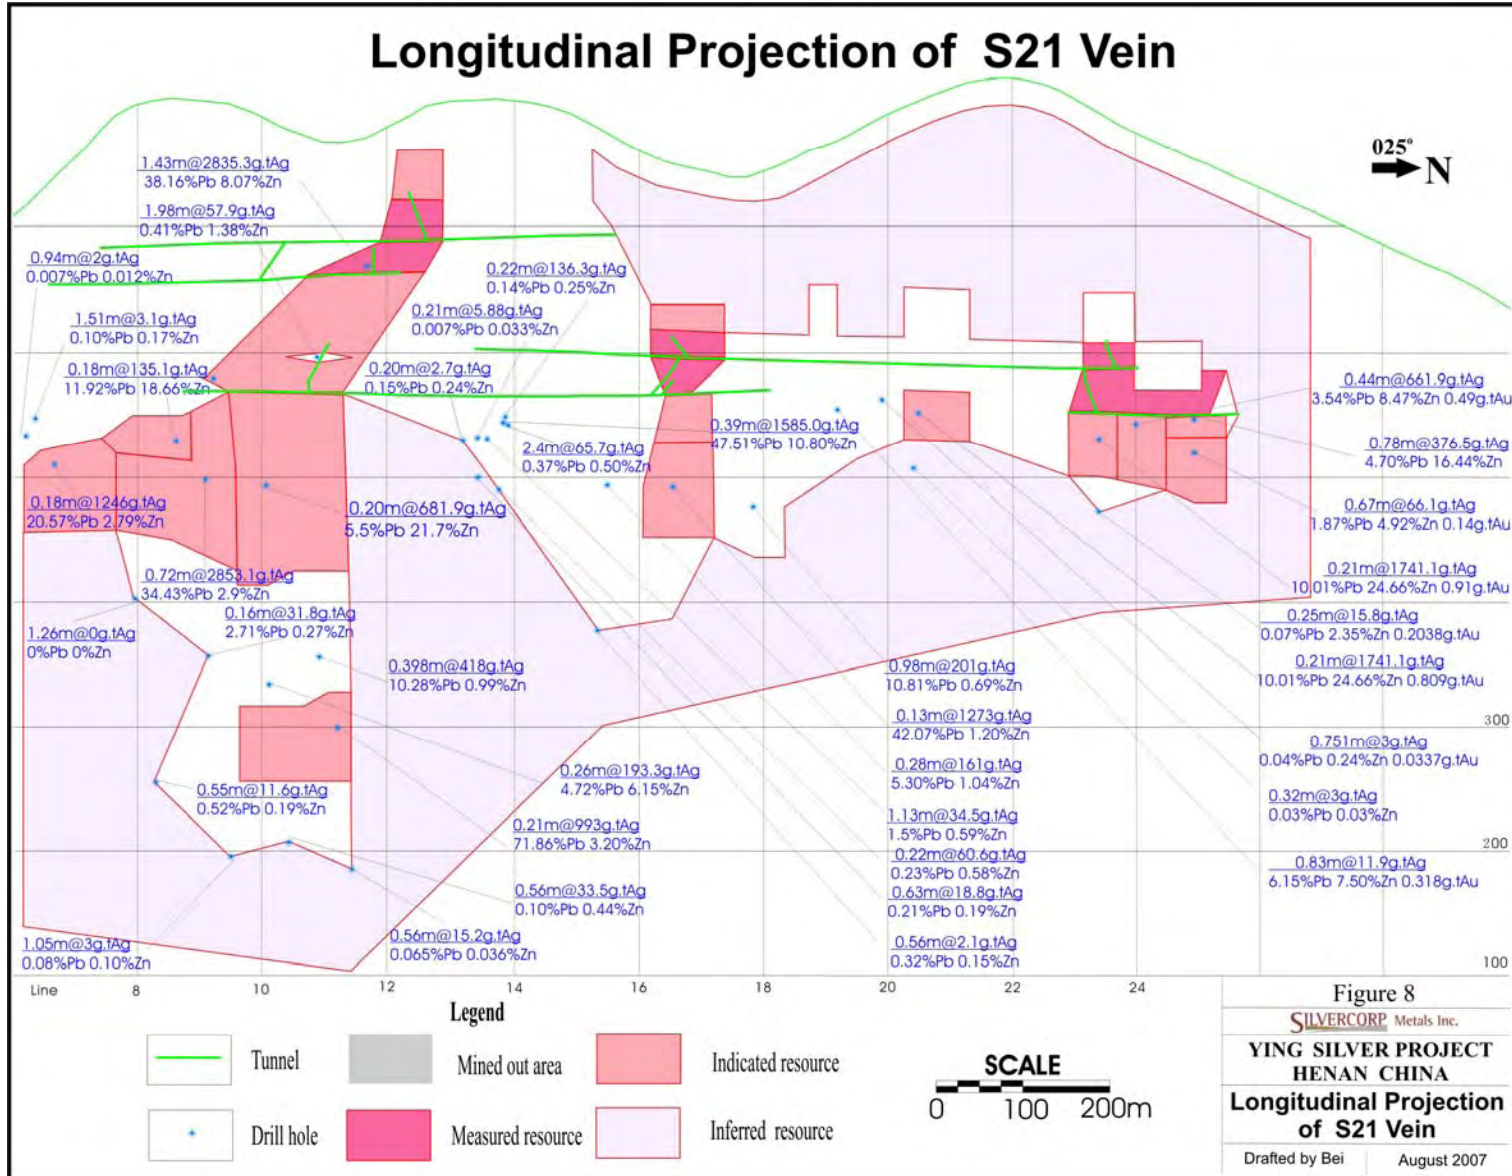 Longitudinal Projection of S21 Vein
025°
N
1.43m@2835.3g.tAg
38.16%Pb 8.07%Zn
1.98m@57.9g.tAg
0.41%Pb 1.38%Zn
0.94m@2g.tAg
0.007%Pb 0.012%Zn
1.51m@3.1g.tAg
0.10%Pb 0.17%Zn
0.18m@135.1g.tAg
11.92%Pb 18.66%Zn
0.22m@136.3g.tAg
0.14%Pb 0.25%Zn
0.21m@5.88g.tAg
0.007%Pb 0.033%Zn
0.20m@2.7g.tAg
0.15%Pb 0.24%Zn
0.39m@1585.0g.tAg
47.51%Pb 10.80%Zn
2.4m@65.7g.tAg
0.37%Pb 0.50%Zn
0.44m@661.9g.tAg
3.54%Pb 8.47%Zn 0.49g.tAu
0.78m@376.5g.tAg
4.70%Pb 16.44%Zn
0.18m@1246g.tAg
20.57%Pb 2.79%Zn
0.20m@681.9g.tAg
5.5%Pb 21.7%Zn
0.67m@66.1g.tAg
1.87%Pb 4.92%Zn 0.14g.tAu
0.72m@2853.1g.tAg
34.43%Pb 2.9%Zn
0.21m@1741.1g.tAg
10.01%Pb 24.66%Zn 0.91g.tAu
0.16m@31.8g.tAg
2.71%Pb 0.27%Zn
1.26m@0g.tAg
0%Pb 0%Zn
0.25m@15.8g.tAg
0.07%Pb 2.35%Zn 0.2038g.tAu
0.398m@418g.tAg
10.28%Pb 0.99%Zn
0.98m@201g.tAg
10.81%Pb 0.69%Zn
0.21m@1741.1g.tAg
10.01%Pb 24.66%Zn 0.809g.tAu
0.13m@1273g.tAg
42.07%Pb 1.20%Zn
300
0.751m@3g.tAg
0.04%Pb 0.24%Zn 0.0337g.tAu
0.26m@193.3g.tAg
4.72%Pb 6.15%Zn
0.28m@161g.tAg
5.30%Pb 1.04%Zn
0.55m@11.6g.tAg
0.52%Pb 0.19%Zn
0.32m@3g.tAg
0.03%Pb 0.03%Zn
0.21m@993g.tAg
71.86%Pb 3.20%Zn
1.13m@34.5g.tAg
1.5%Pb 0.59%Zn
200
0.22m@60.6g.tAg
0.23%Pb 0.58%Zn
0.83m@11.9g.tAg
6.15%Pb 7.50%Zn 0.318g.tAu
0.56m@33.5g.tAg
0.10%Pb 0.44%Zn
0.63m@18.8g.tAg
0.21%Pb 0.19%Zn
0.56m@15.2g.tAg
0.065%Pb 0.036%Zn
1.05m@3g.tAg
0.08%Pb 0.10%Zn
0.56m@2.1g.tAg
0.32%Pb 0.15%Zn
100
Line 8 10 12 14 16 18 20 22 24
Legend
Tunnel
Mined out area
Indicated resource
Drill hole
Measured resource
Inferred resource
SCALE
0 100 200m
Figure 8
SILVERCORP Metals Inc.
YING SILVER PROJECT
HENAN CHINA
Longitudinal Projection
of S21 Vein
Drafted by Bei August 2007